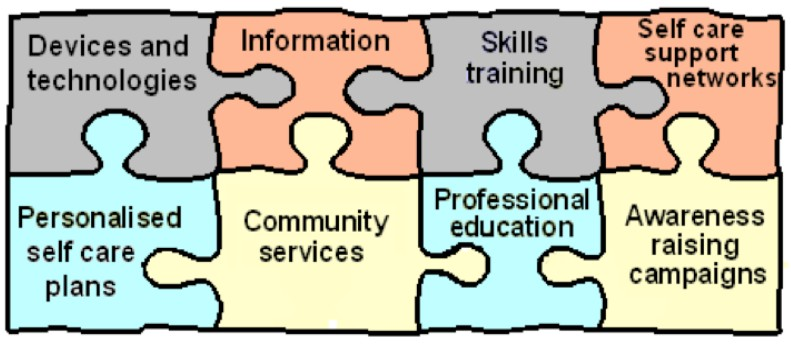 Devices and
technologies
Information
Skills
training
Self care
support
networks
Personalised
self care
plans
Community
services
Professional
education
Awareness
raising
campaigns